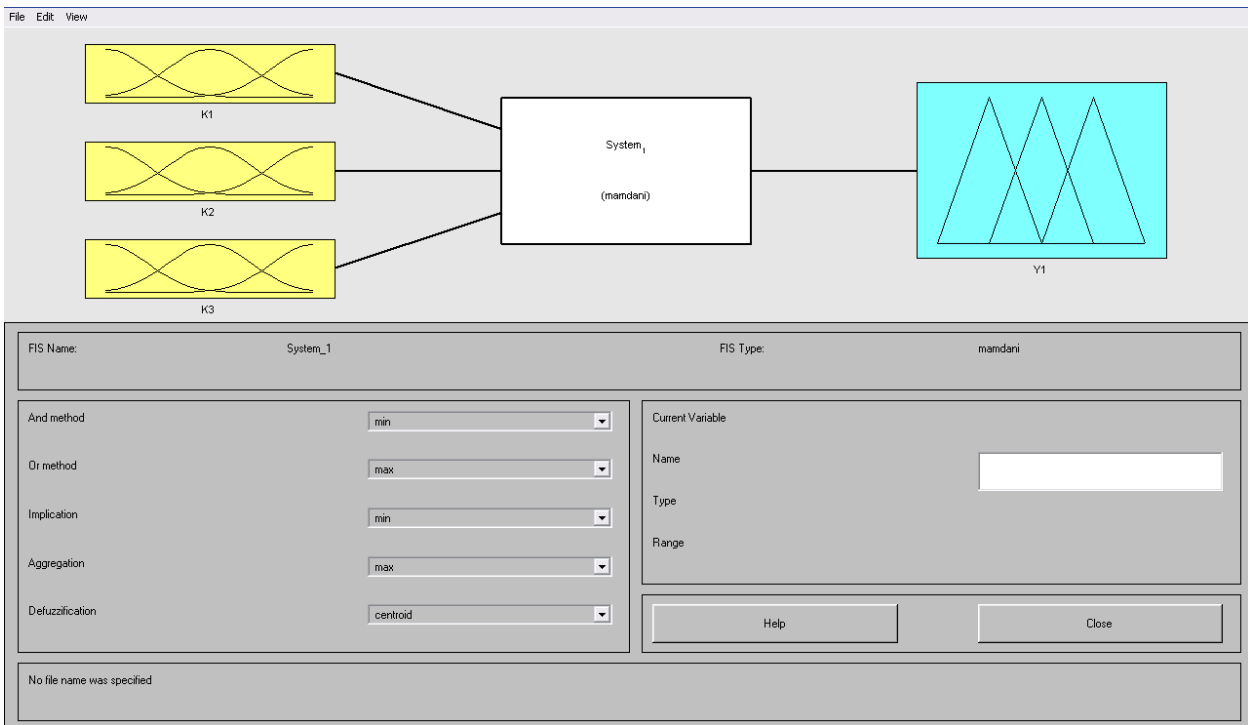 File Edit View
K1
K2
K3
System1
(mamdani)
Y1
FIS Name: System_1 FIS Type: mamdani
And method min
Or method max
Implication min
Aggregation max
Defuzzification centroid
Current Variable
Name
Type
Range
Help Close
No file name was specified